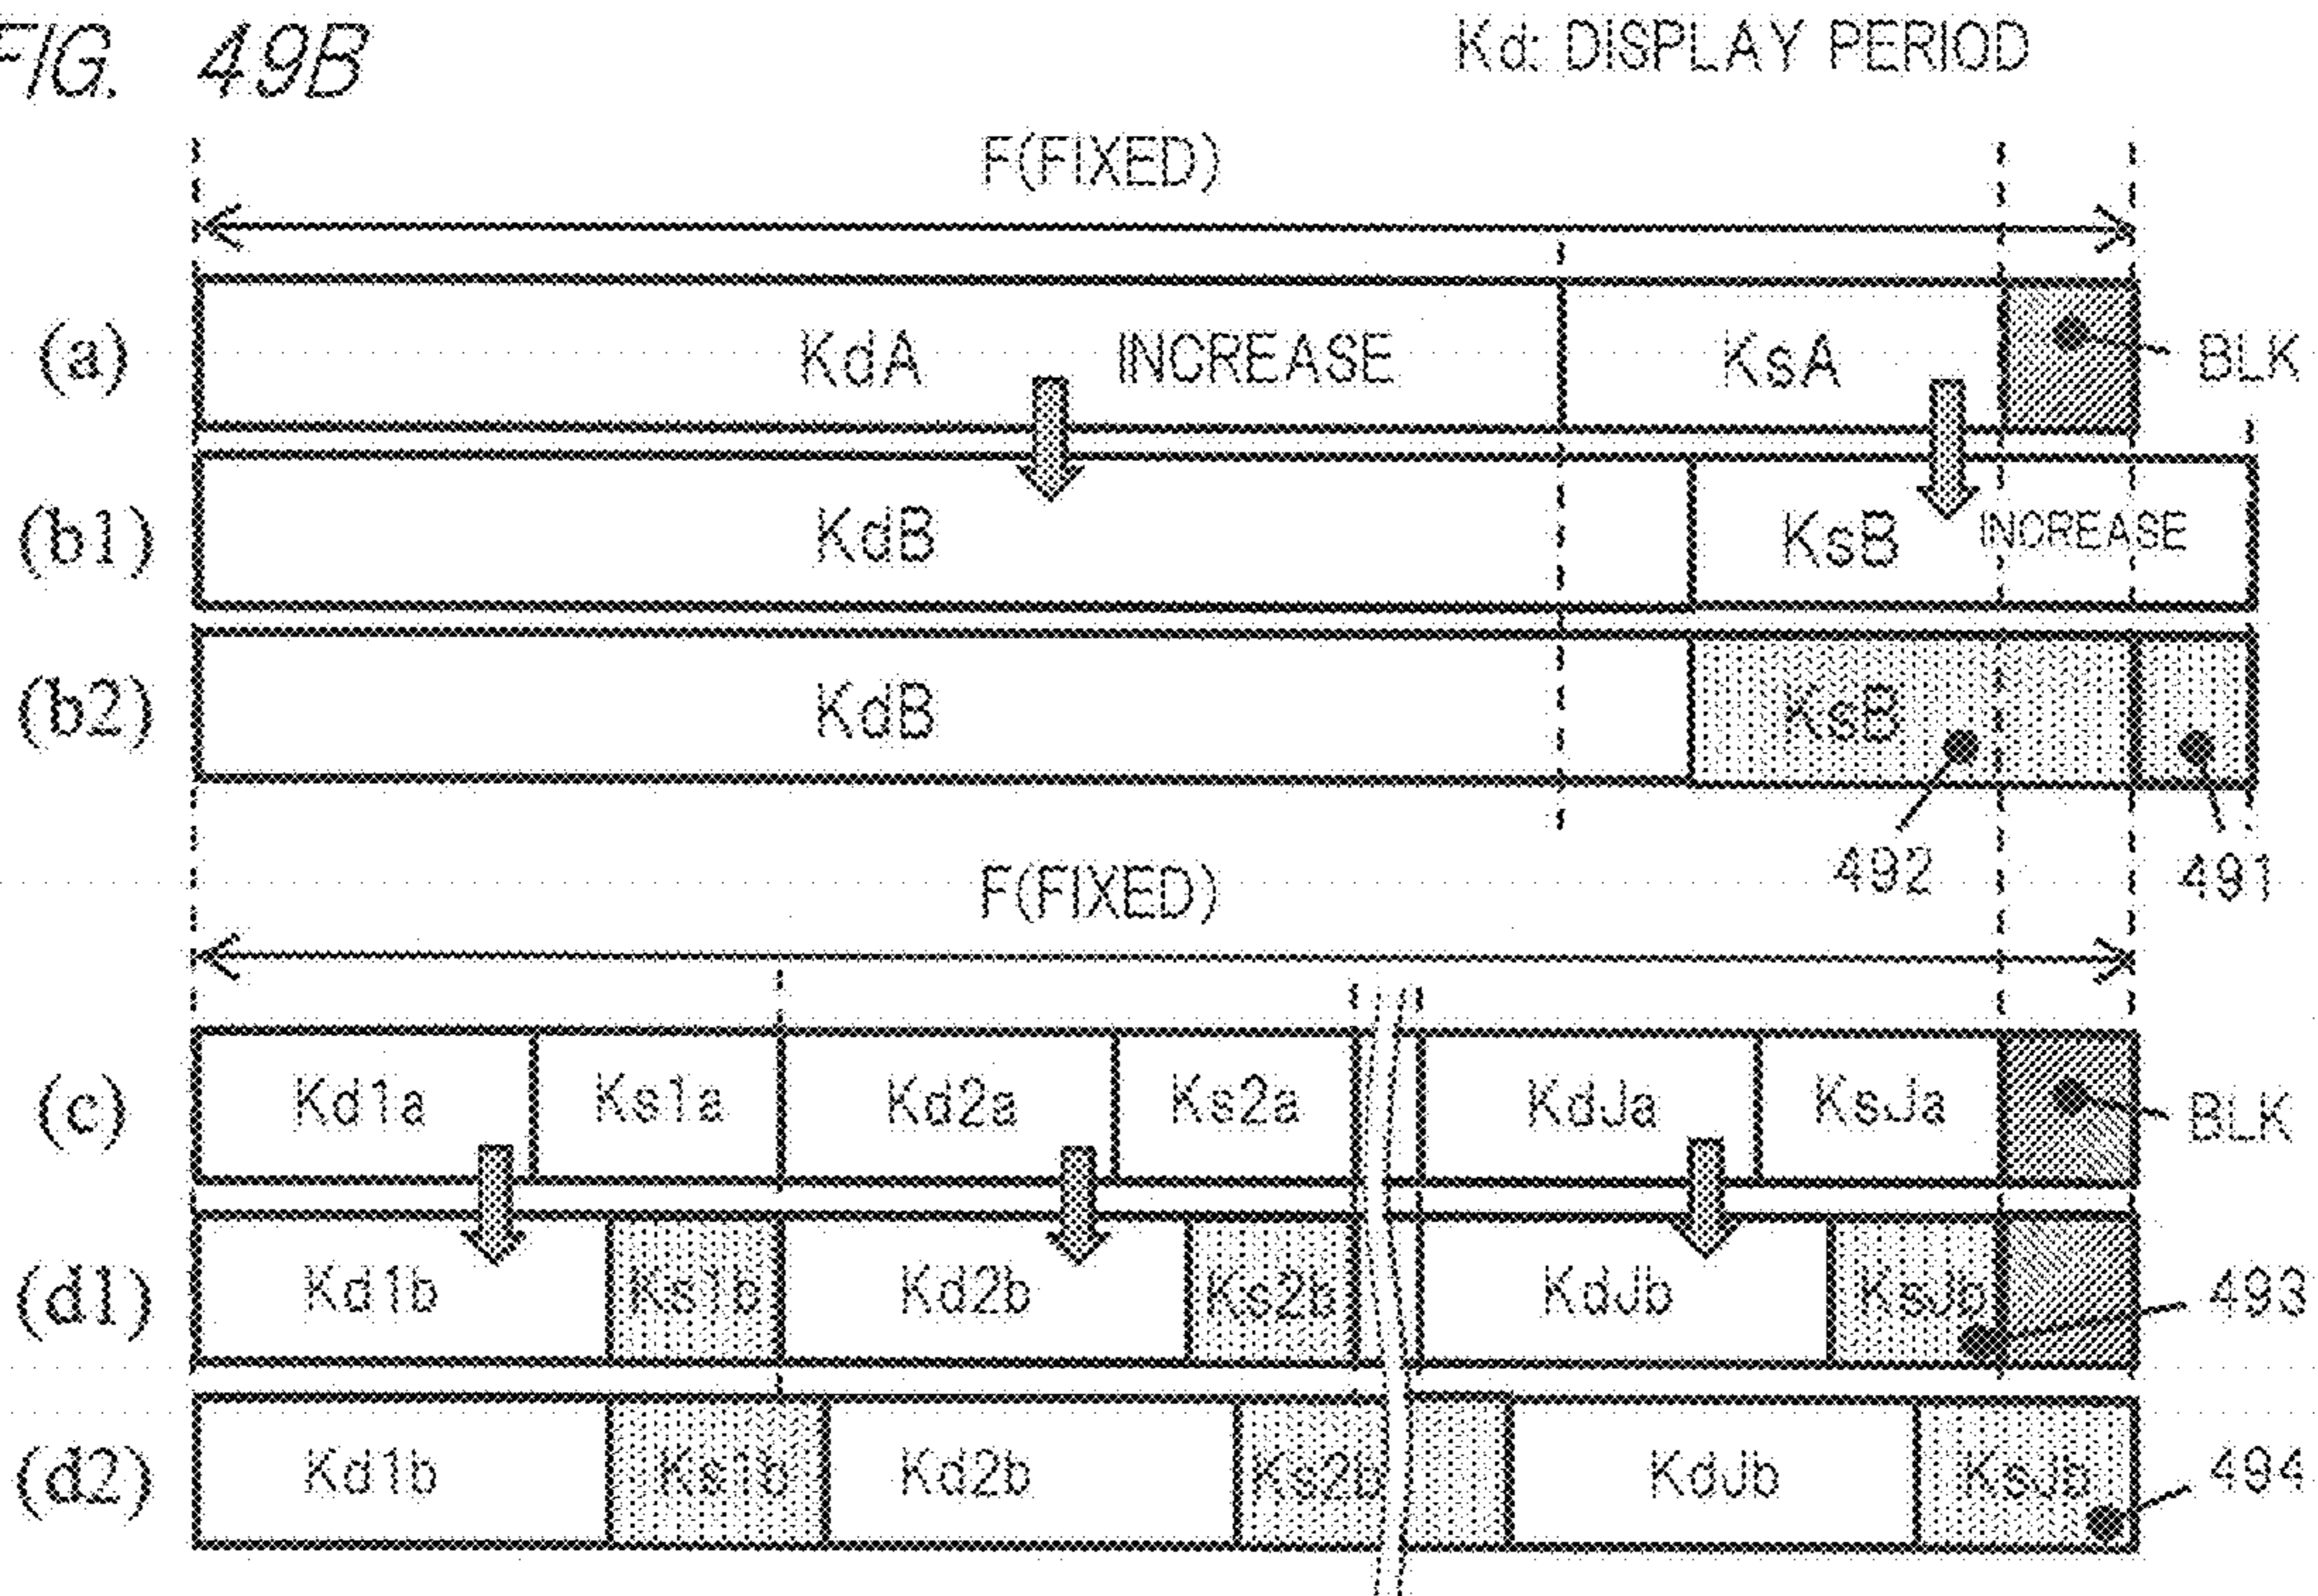 FIG. 49B
Kd: DISPLAY PERIOD
F(FIXED)
(a) KdA INCREASE KsA BLK
(b1) KdB KsB INCREASE
(b2) KdB KsB
492 491
F(FIXED)
(c) Kd1a Ks1a Kd2a Ks2a KdJa KsJa BLK
(d1) Kd1b Ks1b Kd2b Ks2b KdJb KsJb 493
(d2) Kd1b Ks1b Kd2b Ks2b KdJb KsJb 494